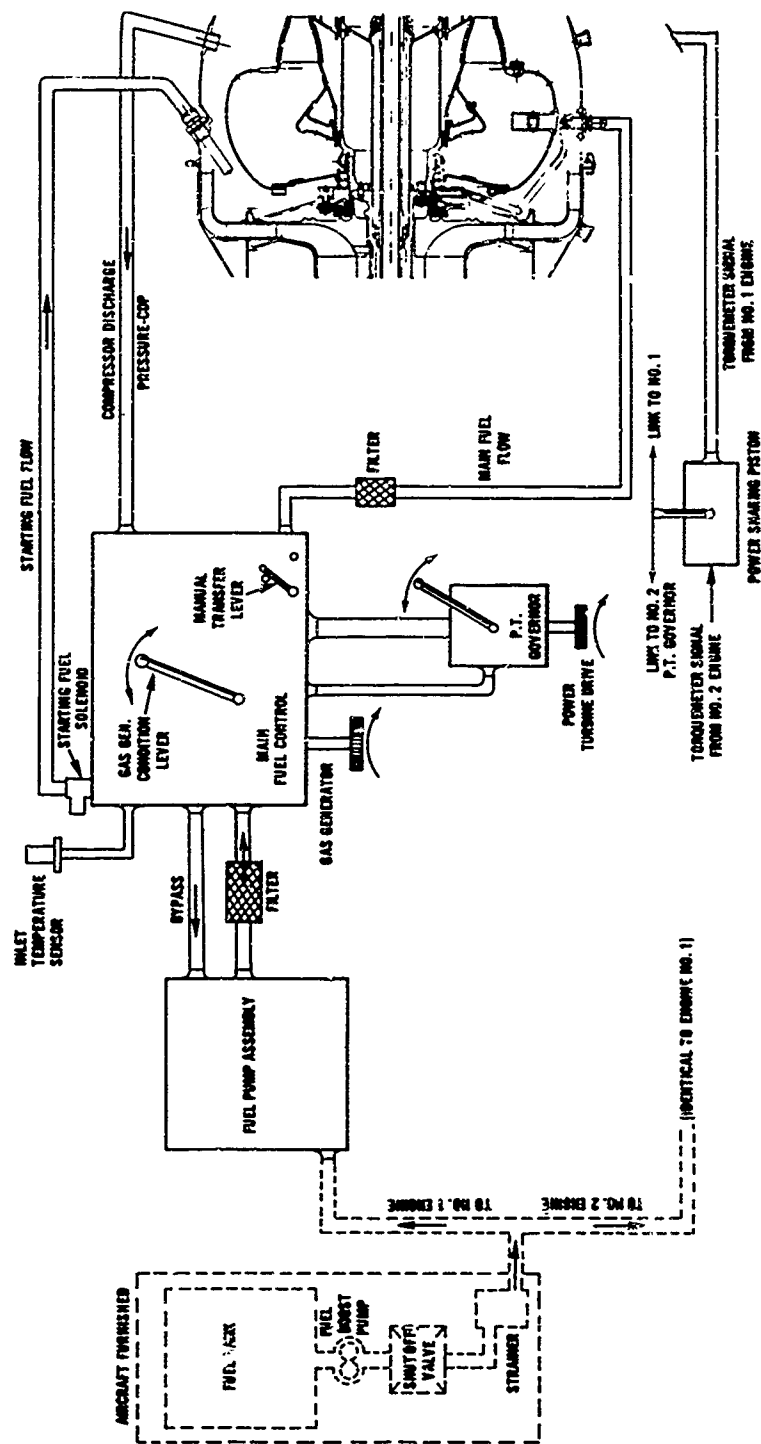 AIRCRAFT FURNISHED
FUEL TANK
FUEL
BOOST
PUMP
SHUTOFF
VALVE
STRAINER
TO NO. 1 ENGINE
TO NO. 2 ENGINE
(IDENTICAL TO ENGINE NO. 1)
FUEL PUMP ASSEMBLY
BYPASS
FILTER
INLET
TEMPERATURE
SENSOR
STARTING FUEL
SOLENOID
GAS GEN.
CONDITION
LEVER
MAIN
FUEL CONTROL
MANUAL
TRANSFER
LEVER
GAS GENERATOR
STARTING FUEL FLOW
COMPRESSOR DISCHARGE
PRESSURE-CDP
FILTER
MAIN FUEL
FLOW
P.T.
GOVERNOR
POWER
TURBINE DRIVE
LINK TO NO. 2
P.T. GOVERNOR
LINK TO NO. 1
TORQUEMETER SIGNAL
FROM NO. 2 ENGINE
POWER SHARING PISTON
TORQUEMETER SIGNAL
FROM NO. 1 ENGINE